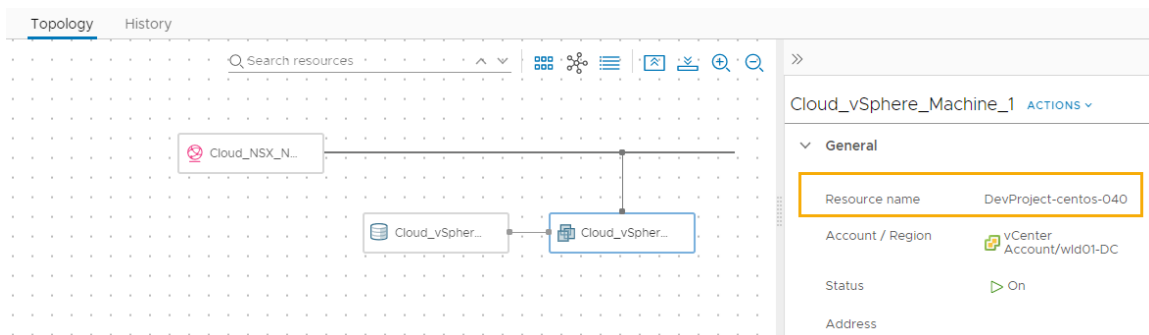 Topology History
Search resources
Cloud_vSphere_Machine_1 ACTIONS
General
Cloud_NSX_N...
Resource name DevProject-centos-040
Cloud_vSpher... Cloud_vSpher...
Account / Region vCenter
Account/wld01-DC
Status On
Address